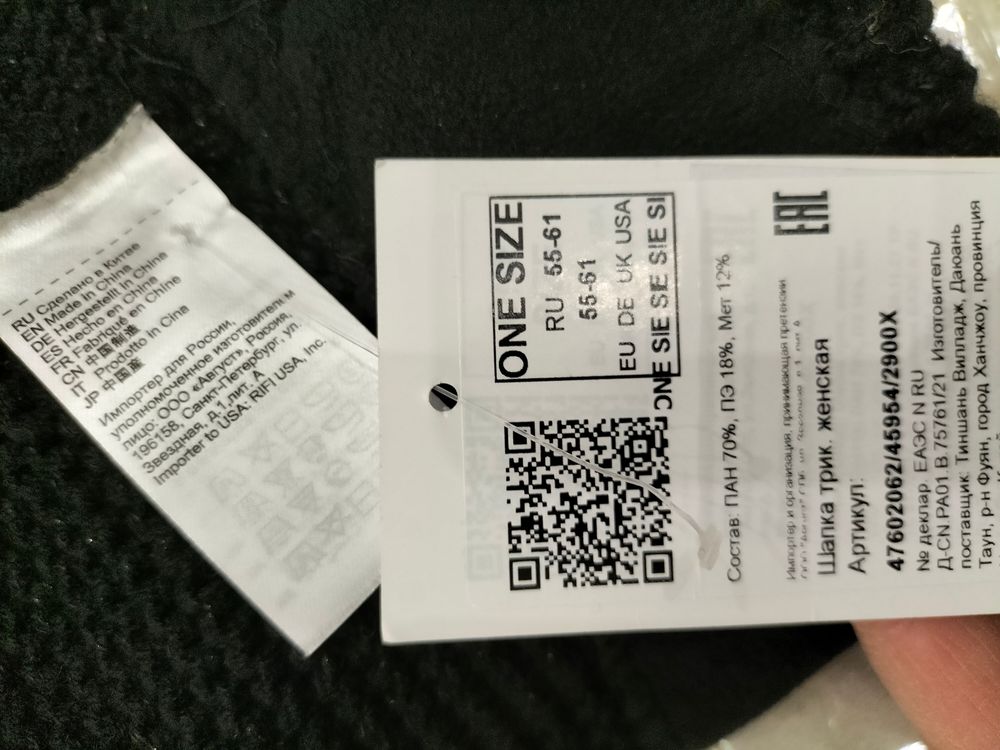 RU Сделано в Китае
EN Made in China
DE Hergestellt in China
ES Hecho en China
FR Fabriqué en Chine
CN 中国制造
IT Prodotto in Cina
JP 中国産
Импортер для России,
уполномоченное изготовителем
лицо: ООО «Август», Россия,
196158, Санкт-Петербург, ул.
Звездная, д.1, лит. А
Importer to USA: RIFI USA, Inc.
ONE SIZE
RU 55-61
55-61
EU DE UK USA
ONE SIE SE SIE SI
Состав: ПАН 70%, ПЭ 18%, Мет 12%
EAC
Импортер и организация, принимающая претензии
Шапка трик. женская
Артикул:
47602062/45954/2900X
№ деклар. ЕАЭС N RU
Д-CN.РА01.В.75761/21 Изготовитель/
поставщик: Тиншань Вилладж, Даюань
Таун, р-н Фуян, город Ханчжоу, провинция